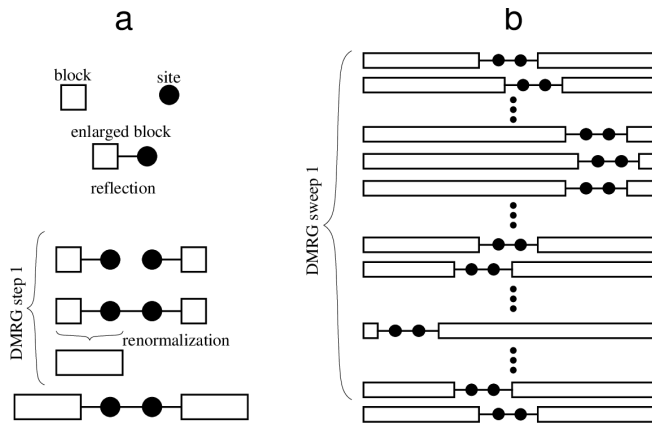 a
block
site
enlarged block
reflection
DMRG step 1
renormalization
b
DMRG sweep 1